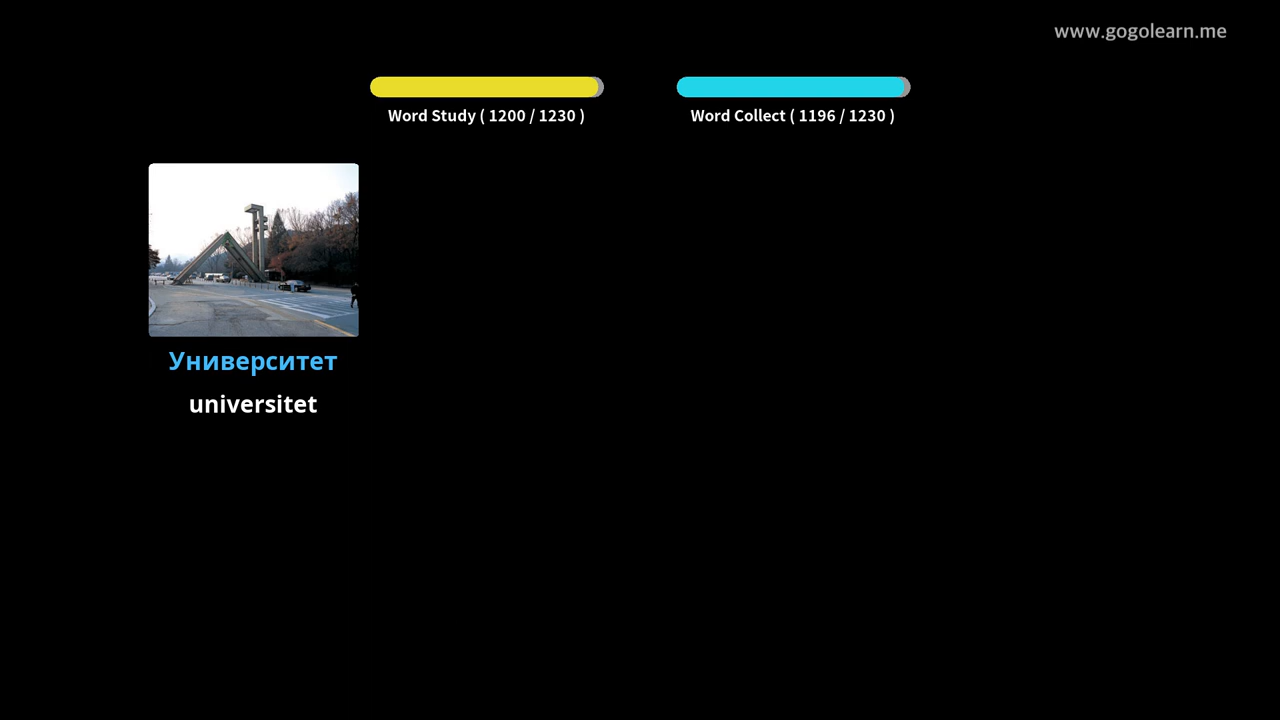 www.gogolearn.me
Word Study ( 1200 / 1230 )
Word Collect ( 1196 / 1230 )
Университет
universitet